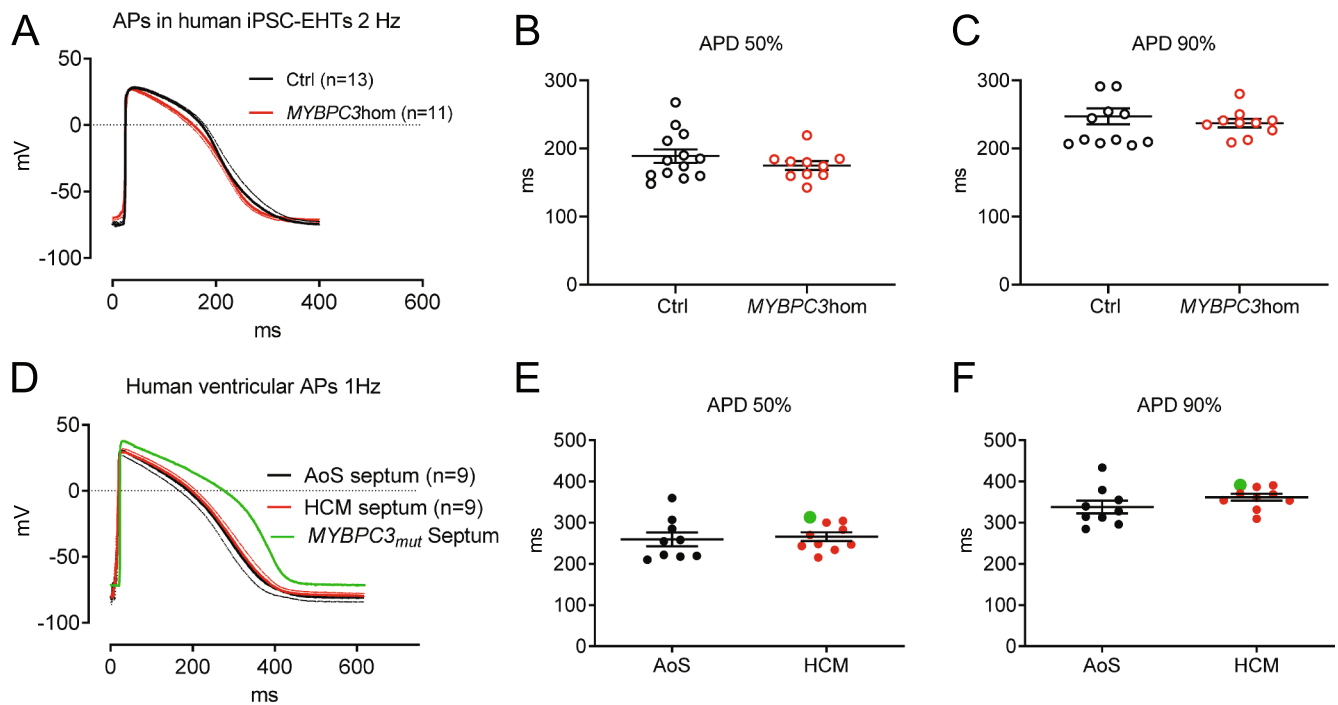 A
APs in human iPSC-EHTs 2 Hz
50
0
-50
-100
mV
Ctrl (n=13)
MYBPC3hom (n=11)
0
200
400
600
ms
B
APD 50%
300
200
100
0
ms
Ctrl
MYBPC3hom
C
APD 90%
300
200
100
0
ms
Ctrl
MYBPC3hom
D
Human ventricular APs 1Hz
50
0
-50
-100
mV
AoS septum (n=9)
HCM septum (n=9)
MYBPC3mut Septum
0
200
400
600
ms
E
APD 50%
500
400
300
200
100
0
ms
AoS
HCM
F
APD 90%
500
400
300
200
100
0
ms
AoS
HCM